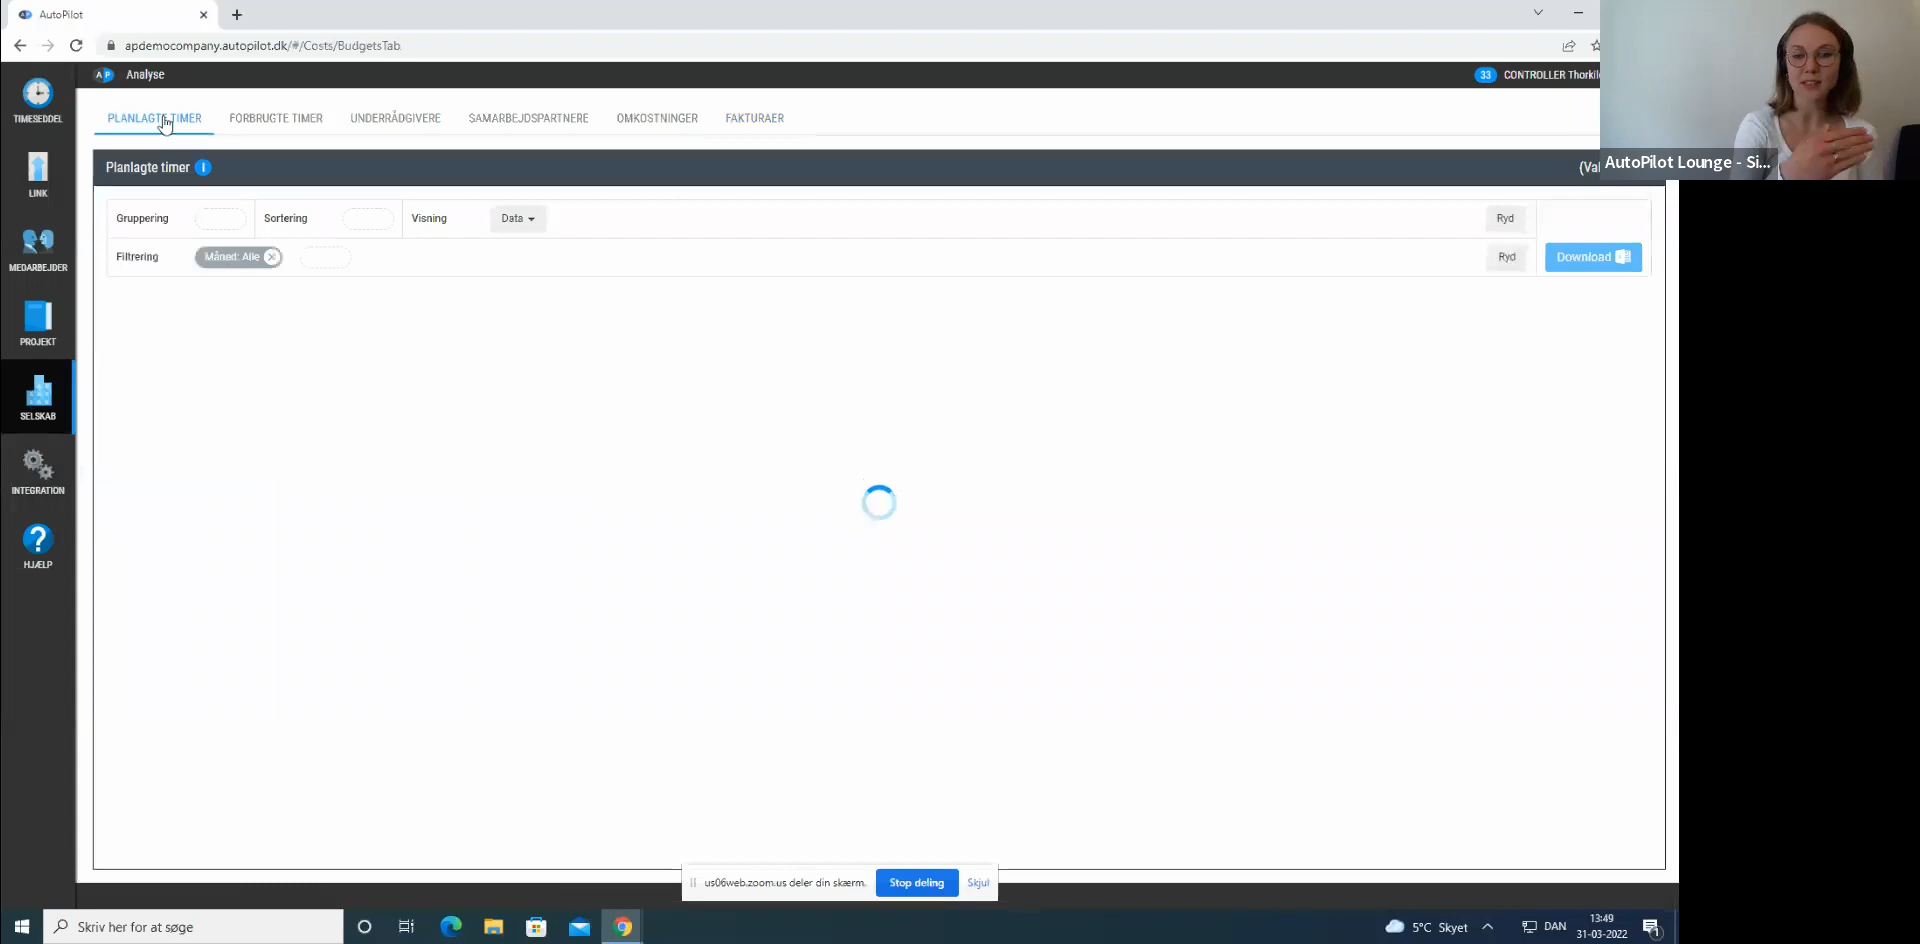 AutoPilot
apdemocompany.autopilot.dk/#/Costs/BudgetsTab
AP Analyse
33 CONTROLLER
TIMESEDDEL
LINK
MEDARBEJDER
PROJEKT
SELSKAB
INTEGRATION
? HJÆLP
PLANLAGTE TIMER FORBRUGTE TIMER UNDERRÅDGIVERE SAMARBEJDSPARTNERE OMKOSTNINGER FAKTURAER
Planlagte timer i
AutoPilot Lounge - Si...
Gruppering Sortering Visning Data Ryd
Filtrering Måned: Alle Ryd Download
us06web.zoom.us deler din skærm. Stop deling Skjul
Skriv her for at søge
5°C Skyet DAN 13:49
31-03-2022
1